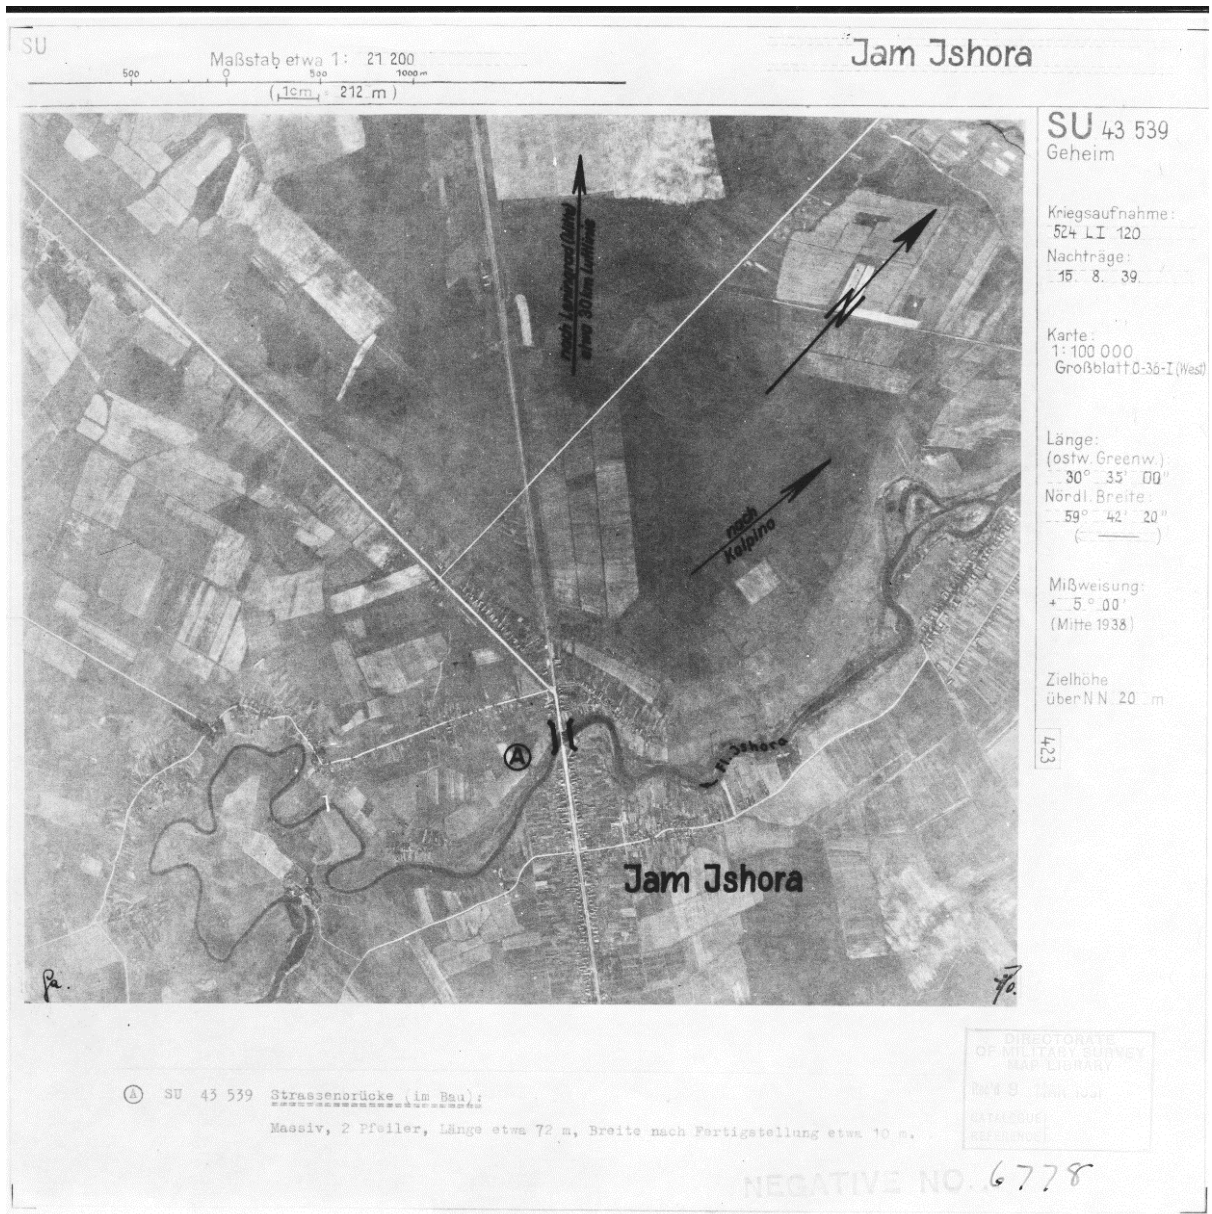 SU
Maßstab etwa 1: 21 200
500 0 500 1000 m
( 1cm = 212 m )
Jam Jshora
SU 43 539
Geheim
Kriegsaufnahme:
524 LI 120
Nachträge:
15. 8. 39.
Karte:
1:100 000
Großblatt O-36-I (West)
Länge:
(ostw. Greenw.):
30° 35' 00"
Nördl. Breite:
59° 42' 20"
( — )
Mißweisung:
+ 5° 00'
(Mitte 1938)
Zielhöhe
über N N 20 m
423
nach Leningrad (Mitte)
etwa 30 km Luftlinie
N
nach
Kolpino
A
Fl. Jshora
Jam Jshora
A SU 43 539 Strassenbrücke (im Bau):
Massiv, 2 Pfeiler, Länge etwa 72 m, Breite nach Fertigstellung etwa 10 m.
DIRECTORATE
OF MILITARY SURVEY
MAP LIBRARY
CATALOGUE
REFERENCE
NEGATIVE NO. 6778